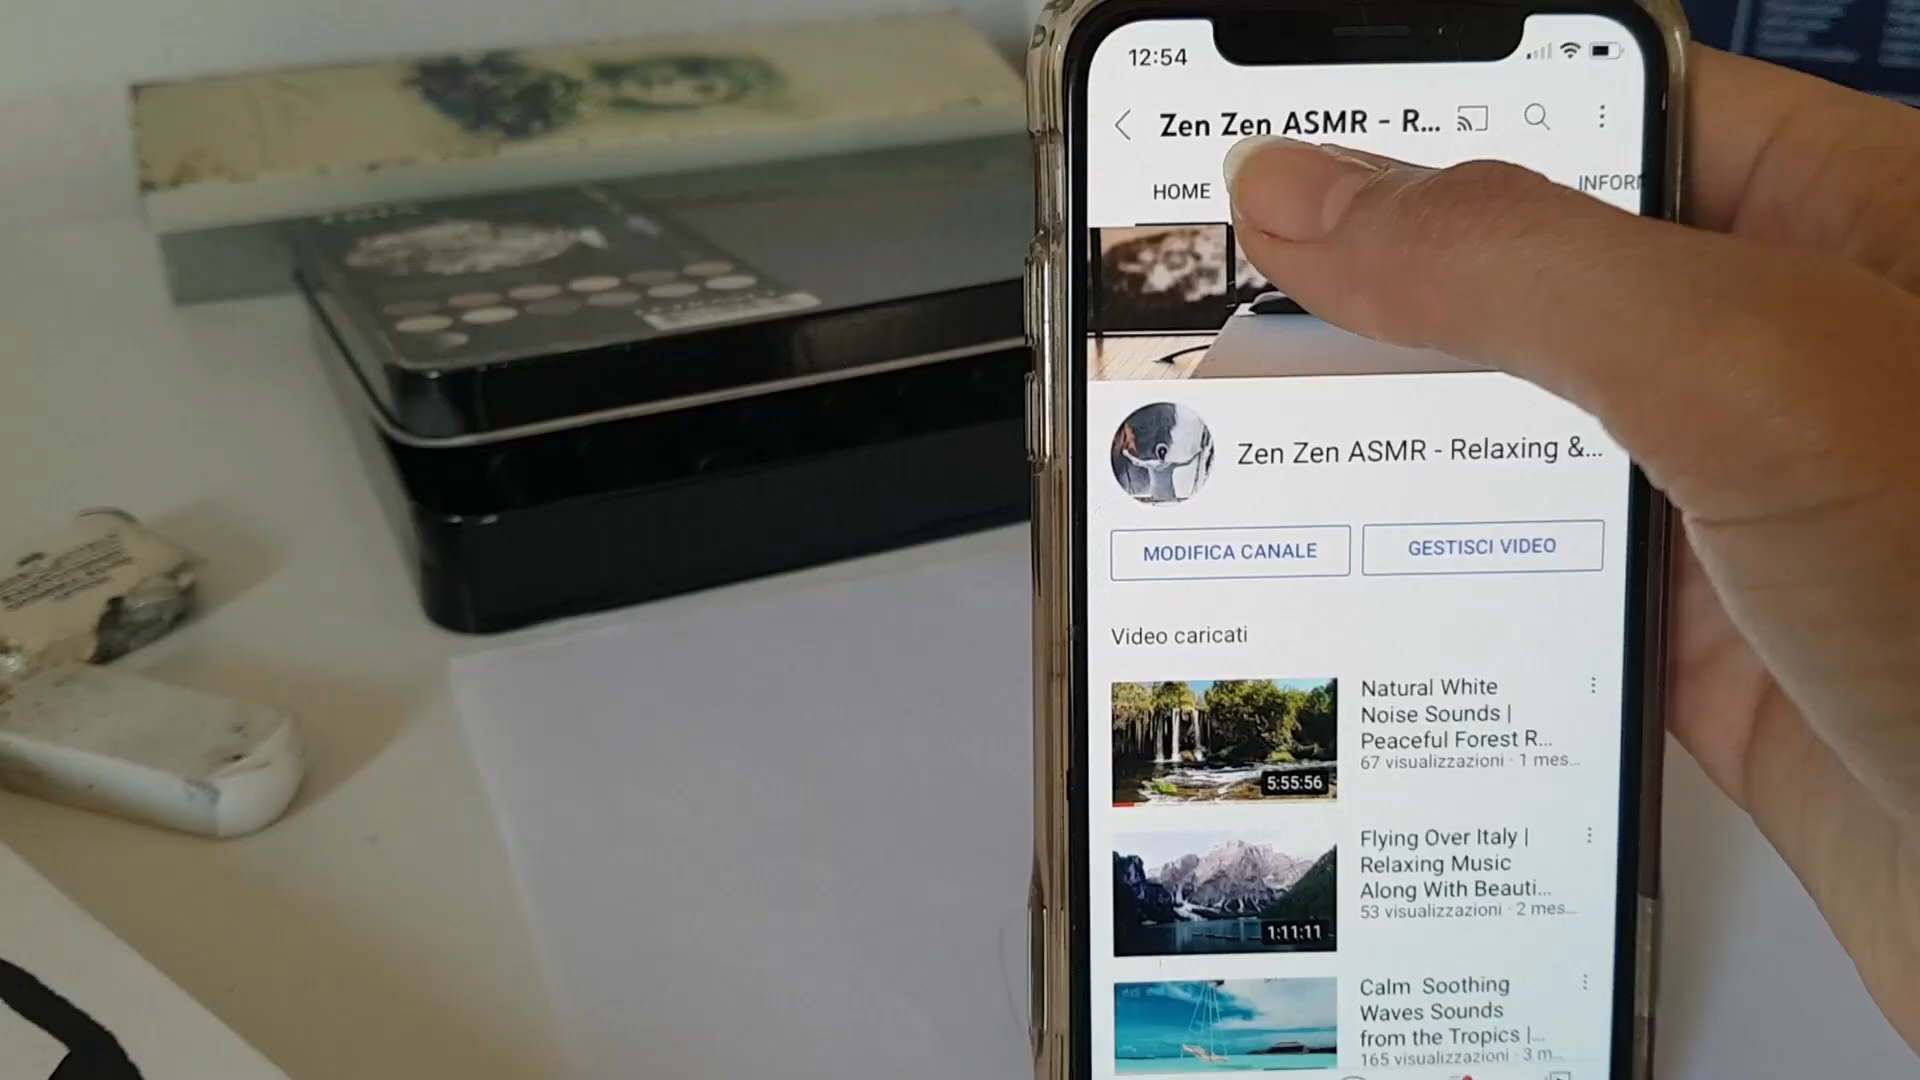 12:54
Zen Zen ASMR - R...
HOME
INFOR
Zen Zen ASMR - Relaxing &...
MODIFICA CANALE
GESTISCI VIDEO
Video caricati
Natural White
Noise Sounds |
Peaceful Forest R...
67 visualizzazioni · 1 mes...
5:55:56
Flying Over Italy |
Relaxing Music
Along With Beauti...
53 visualizzazioni · 2 mes...
1:11:11
Calm Soothing
Waves Sounds
from the Tropics |...
165 visualizzazioni · 3 m...